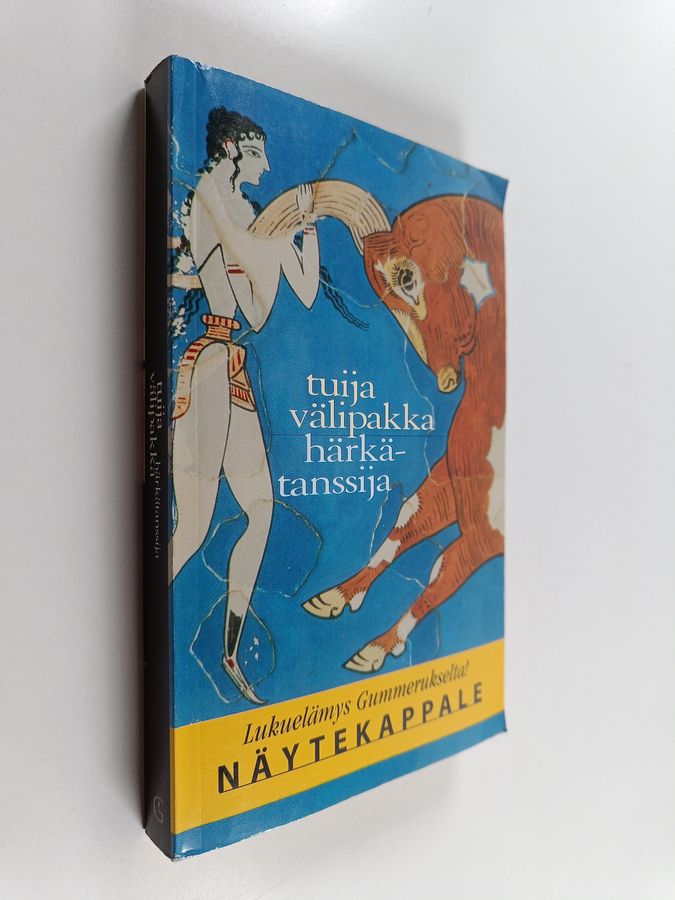 tuija
välipakka
härkä-
tanssija
Lukuelämys Gummerukselta!
NÄYTEKAPPALE
tuija
välipakka
härkätanssija